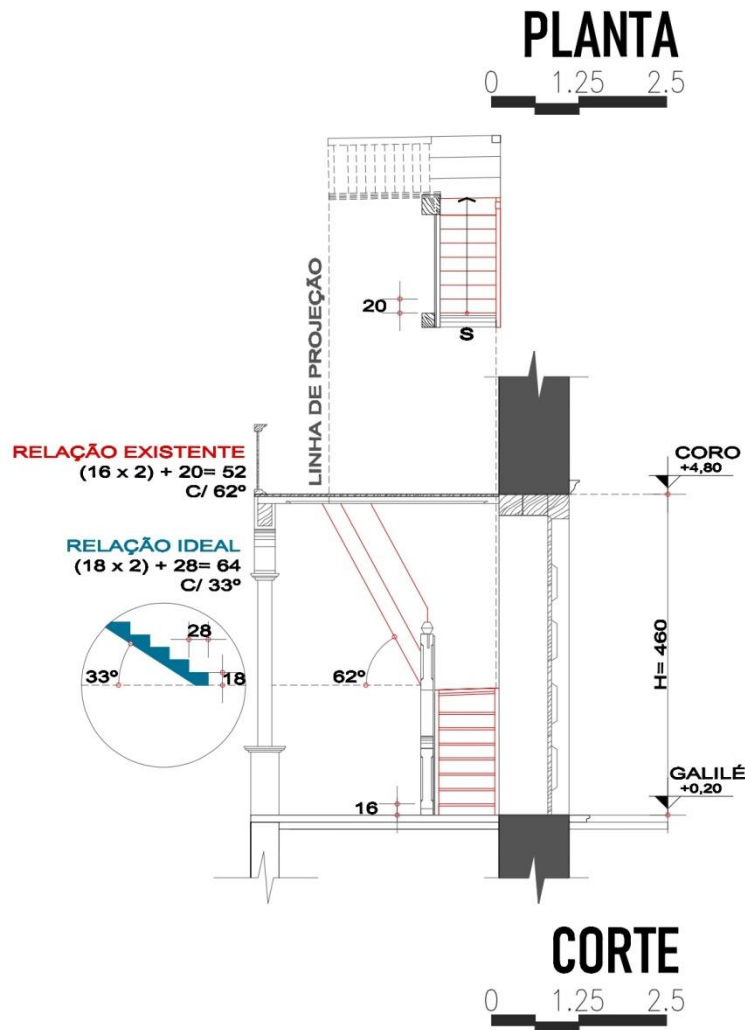 PLANTA
0 1.25 2.5
LINHA DE PROJEÇÃO
20
S
RELAÇÃO EXISTENTE
(16 x 2) + 20= 52
C/ 62º
CORO
+4,80
RELAÇÃO IDEAL
(18 x 2) + 28= 64
C/ 33º
28
33º
18
62º
H= 460
GALILÉ
+0,20
16
CORTE
0 1.25 2.5